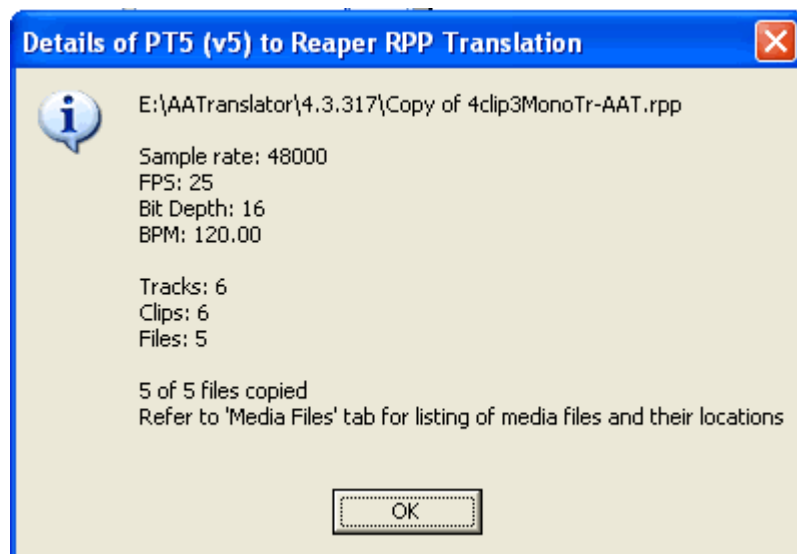 Details of PT5 (v5) to Reaper RPP Translation
E:\AATranslator\4.3.317\Copy of 4clip3MonoTr-AAT.rpp
Sample rate: 48000
FPS: 25
Bit Depth: 16
BPM: 120.00
Tracks: 6
Clips: 6
Files: 5
5 of 5 files copied
Refer to 'Media Files' tab for listing of media files and their locations
OK